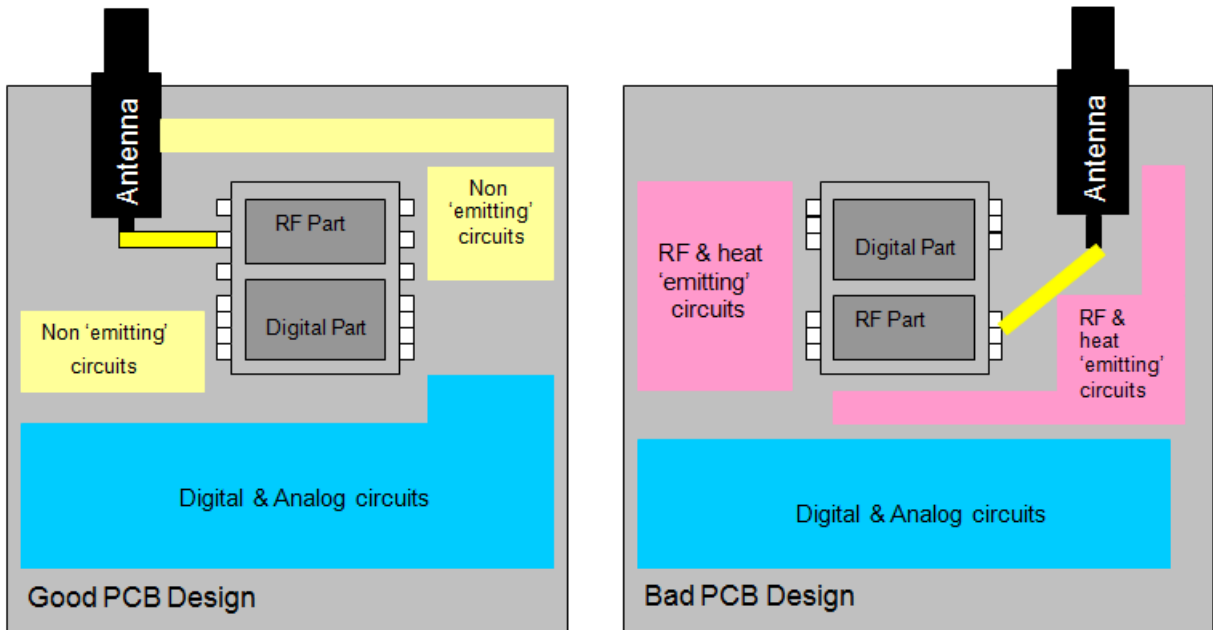 Antenna
Non
'emitting'
circuits
RF Part
Digital Part
Non 'emitting'
circuits
Digital & Analog circuits
Good PCB Design
Antenna
RF & heat
'emitting'
circuits
Digital Part
RF Part
RF &
heat
'emitting'
circuits
Digital & Analog circuits
Bad PCB Design